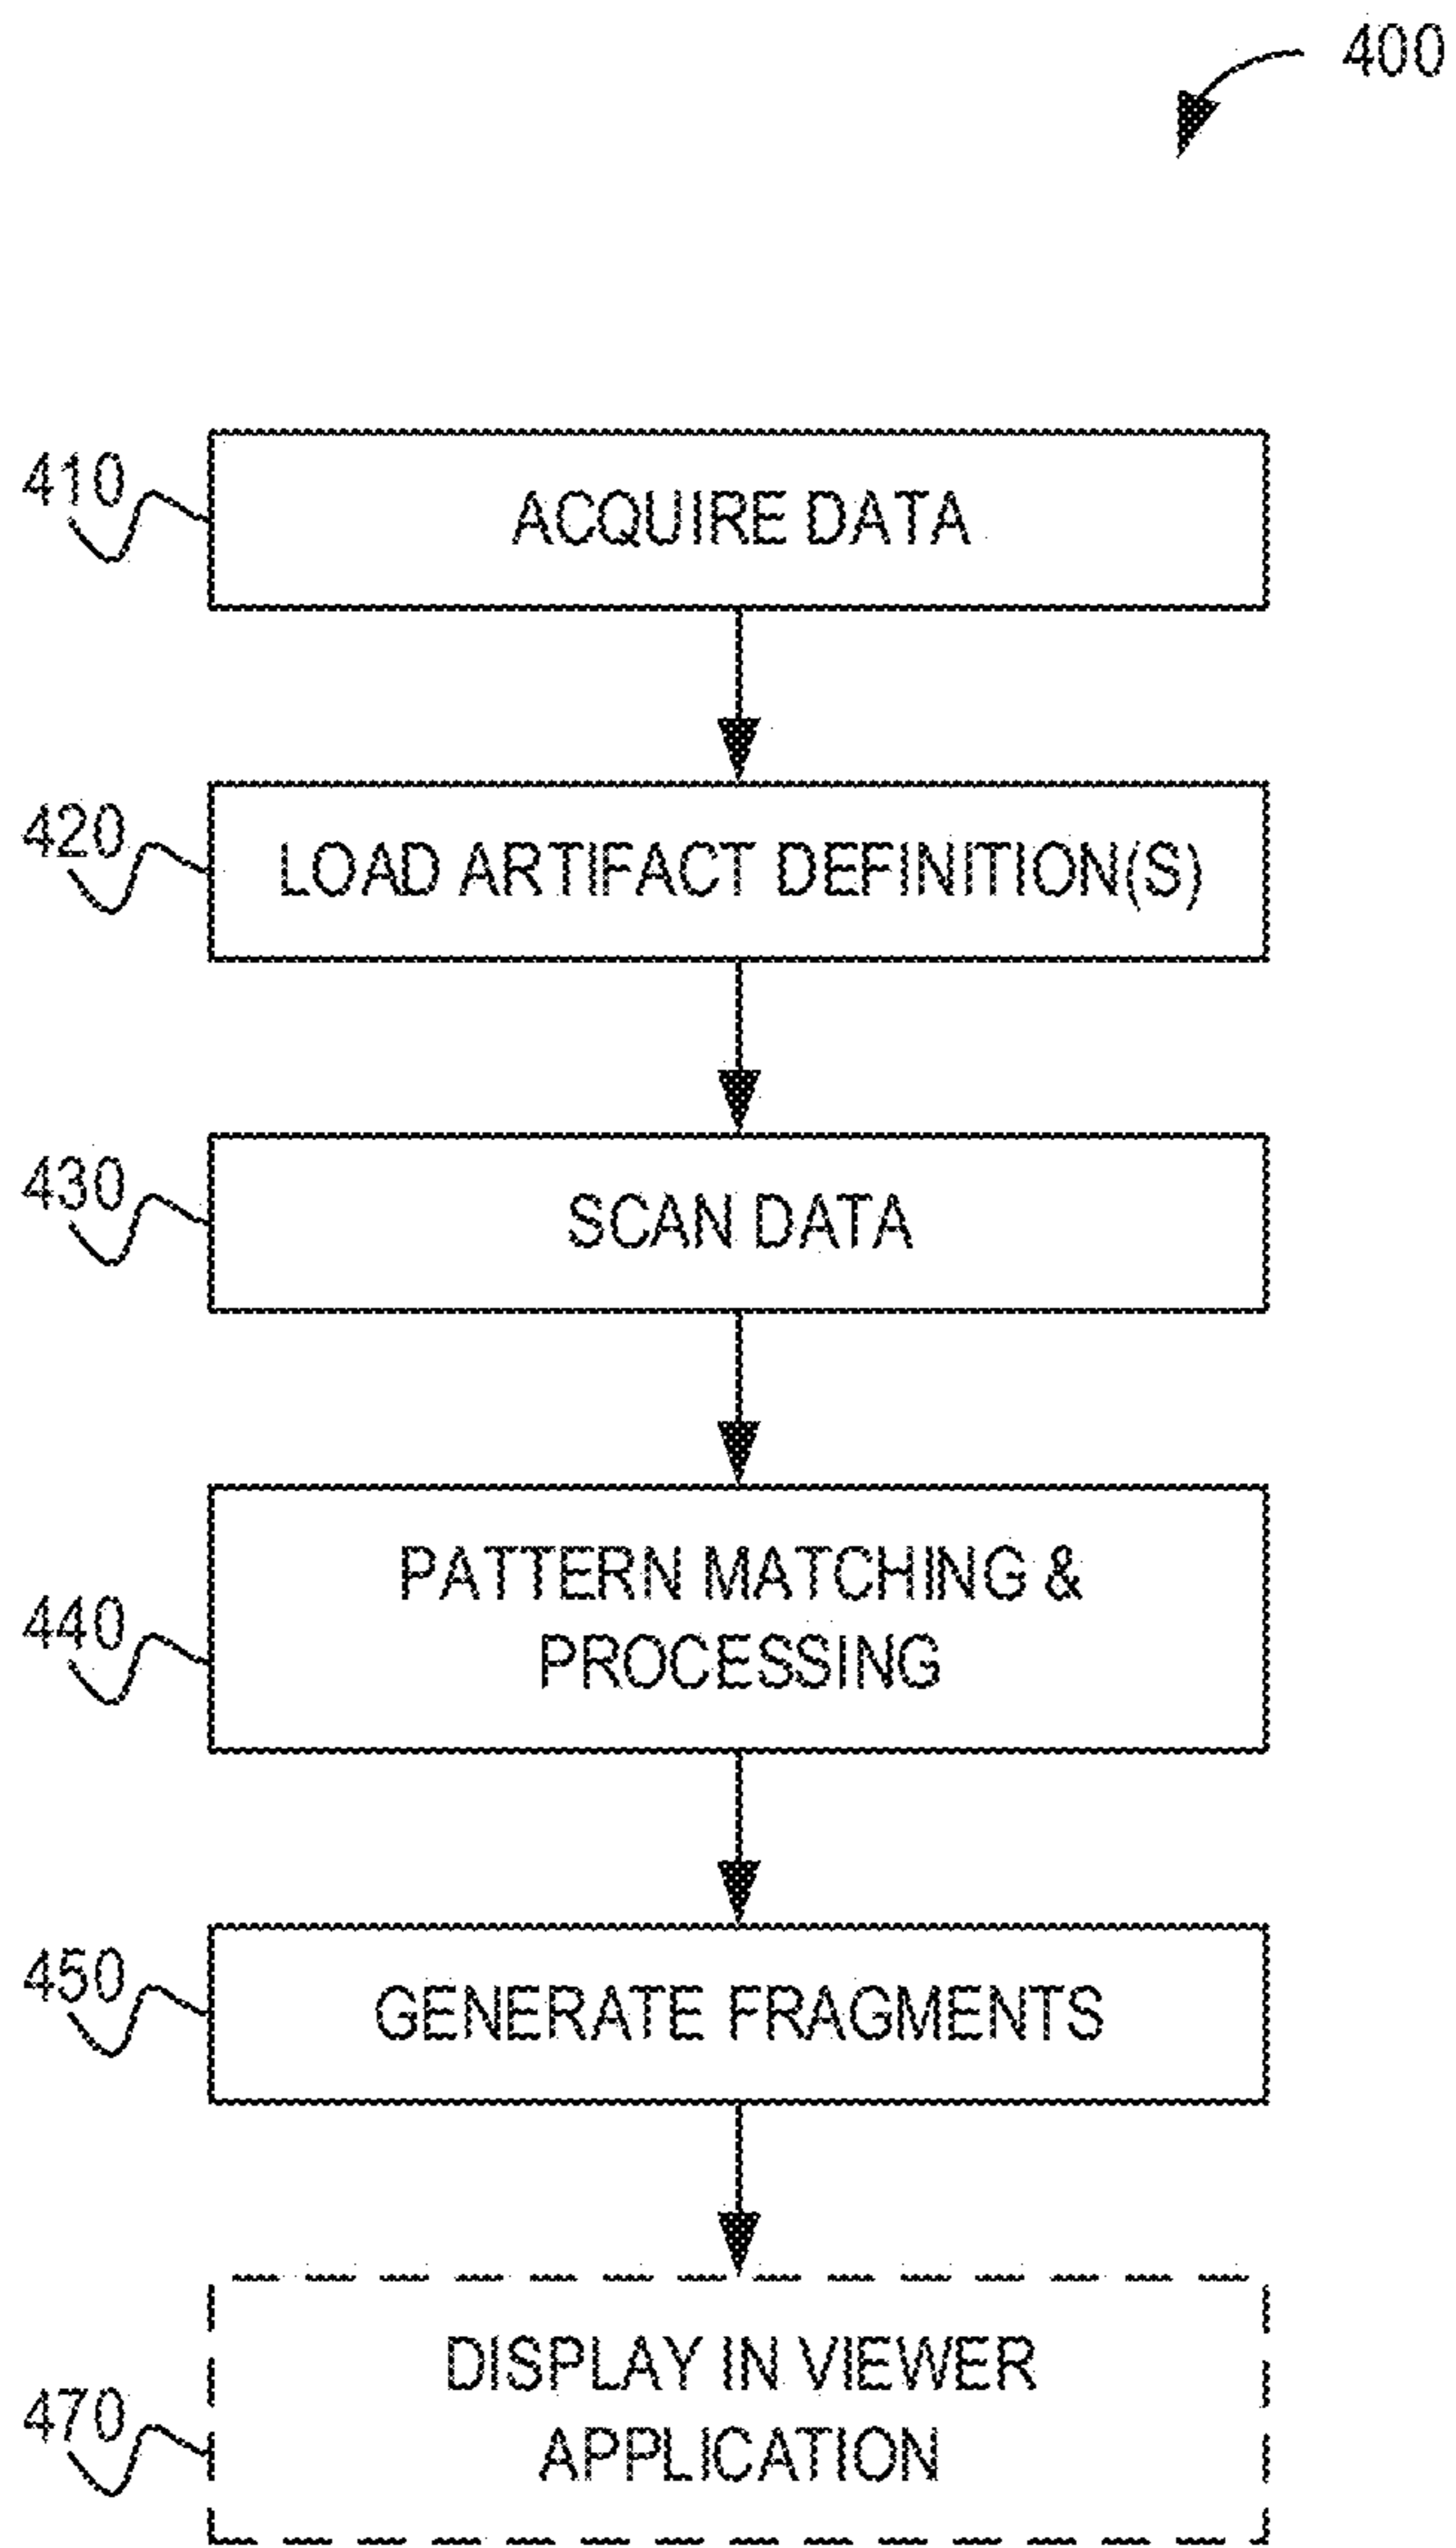 400
410
ACQUIRE DATA
420
LOAD ARTIFACT DEFINITION(S)
430
SCAN DATA
440
PATTERN MATCHING &
PROCESSING
450
GENERATE FRAGMENTS
470
DISPLAY IN VIEWER
APPLICATION